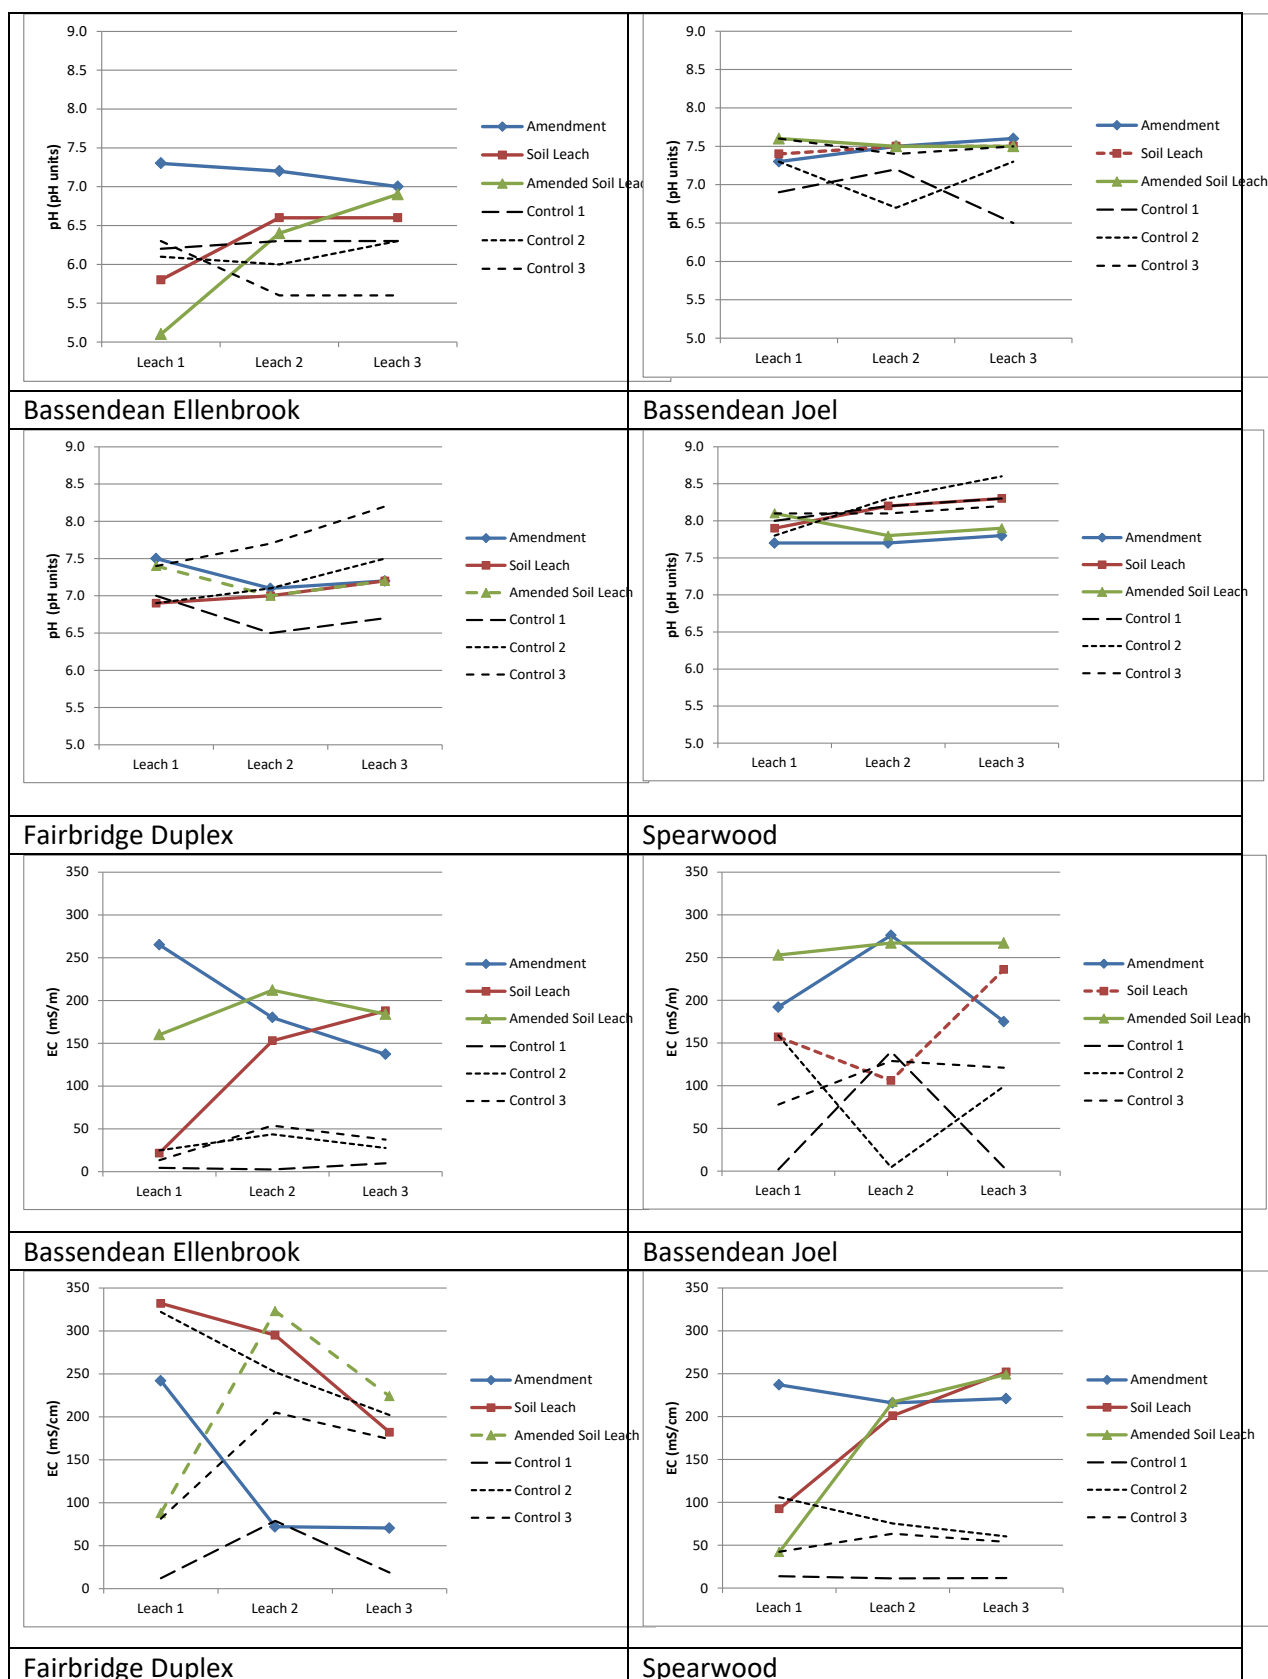 9.0
8.5
8.0
7.5
7.0
6.5
6.0
5.5
5.0
pH (pH units)
Leach 1 Leach 2 Leach 3
Amendment
Soil Leach
Amended Soil Leac
Control 1
Control 2
Control 3
9.0
8.5
8.0
7.5
7.0
6.5
6.0
5.5
5.0
pH (pH units)
Leach 1 Leach 2 Leach 3
Amendment
Soil Leach
Amended Soil Leach
Control 1
Control 2
Control 3
Bassendean Ellenbrook
Bassendean Joel
9.0
8.5
8.0
7.5
7.0
6.5
6.0
5.5
5.0
pH (pH units)
Leach 1 Leach 2 Leach 3
Amendment
Soil Leach
Amended Soil Leach
Control 1
Control 2
Control 3
9.0
8.5
8.0
7.5
7.0
6.5
6.0
5.5
5.0
pH (pH units)
Leach 1 Leach 2 Leach 3
Amendment
Soil Leach
Amended Soil Leach
Control 1
Control 2
Control 3
Fairbridge Duplex
Spearwood
350
300
250
200
150
100
50
0
EC (mS/m)
Leach 1 Leach 2 Leach 3
Amendment
Soil Leach
Amended Soil Leach
Control 1
Control 2
Control 3
350
300
250
200
150
100
50
0
EC (mS/m)
Leach 1 Leach 2 Leach 3
Amendment
Soil Leach
Amended Soil Leach
Control 1
Control 2
Control 3
Bassendean Ellenbrook
Bassendean Joel
350
300
250
200
150
100
50
0
EC (mS/cm)
Leach 1 Leach 2 Leach 3
Amendment
Soil Leach
Amended Soil Leach
Control 1
Control 2
Control 3
350
300
250
200
150
100
50
0
EC (mS/cm)
Leach 1 Leach 2 Leach 3
Amendment
Soil Leach
Amended Soil Leach
Control 1
Control 2
Control 3
Fairbridge Duplex
Spearwood